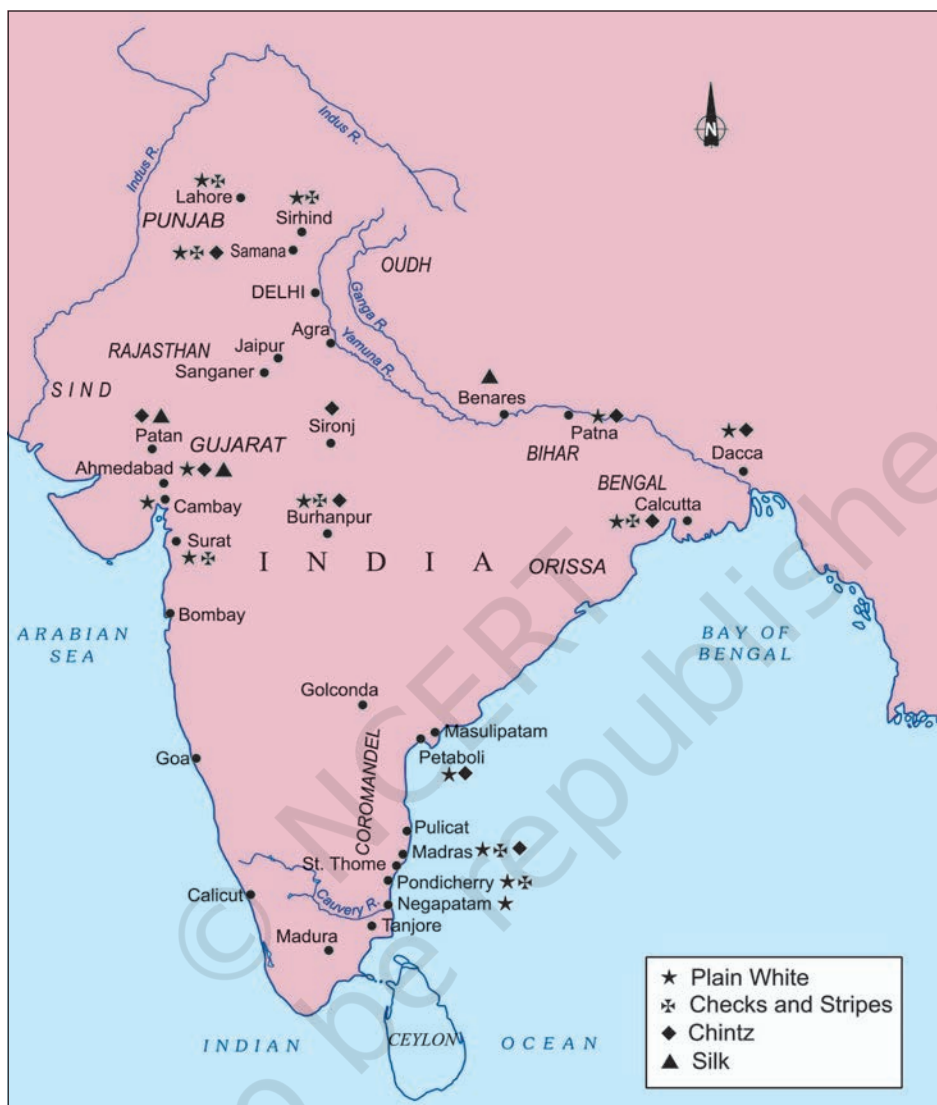 Indus R.
Indus R.
Lahore
PUNJAB
Sirhind
Samana
OUDH
DELHI
Ganga R.
Yamuna R.
Agra
RAJASTHAN
Jaipur
Sanganer
SIND
Benares
Patan
GUJARAT
Sironj
Patna
BIHAR
Dacca
Ahmedabad
Cambay
BENGAL
Calcutta
Burhanpur
Surat
INDIA
ORISSA
Bombay
ARABIAN
SEA
BAY OF
BENGAL
Golconda
Masulipatam
Petaboli
Goa
COROMANDEL
Pulicat
Madras
St. Thome
Pondicherry
Calicut
Cauvery R.
Negapatam
Tanjore
Madura
CEYLON
INDIAN
OCEAN
N
Plain White
Checks and Stripes
Chintz
Silk
© NCERT
o be republishe